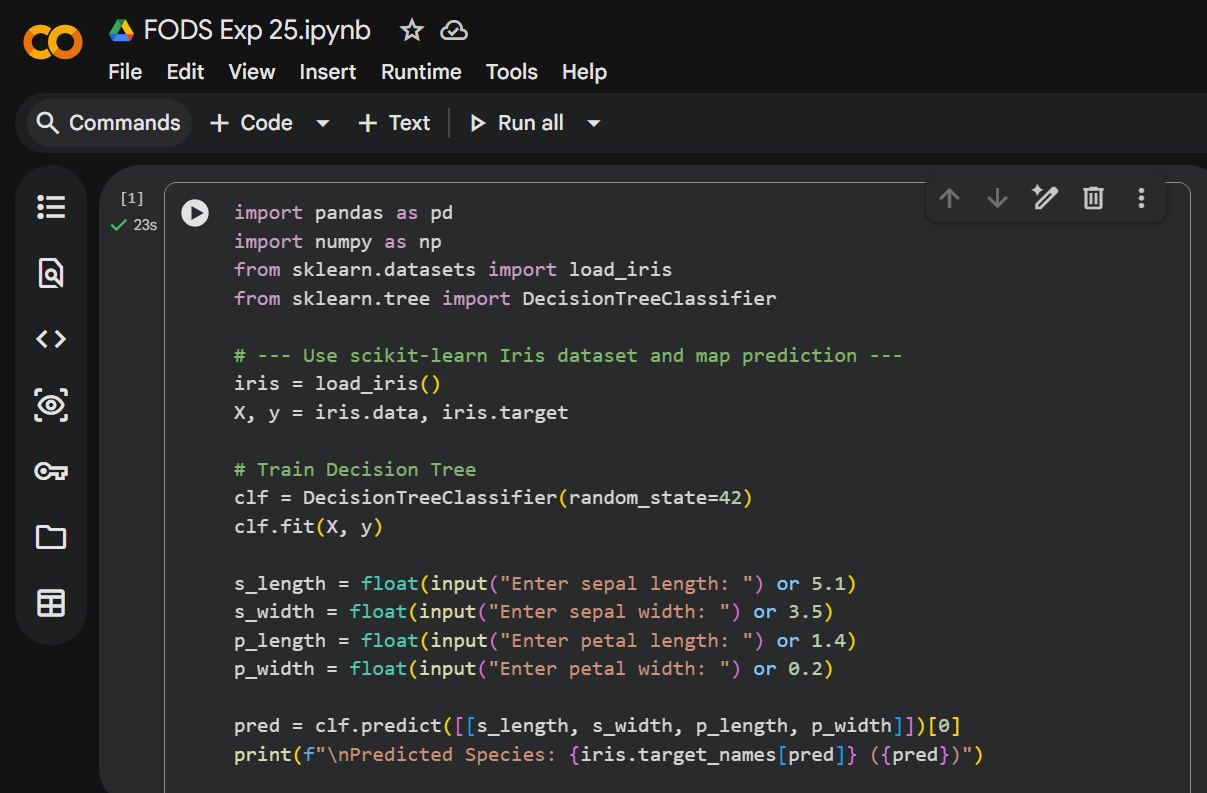 FODS Exp 25.ipynb
File Edit View Insert Runtime Tools Help
Commands + Code + Text Run all
[1]
23s
import pandas as pd
import numpy as np
from sklearn.datasets import load_iris
from sklearn.tree import DecisionTreeClassifier
# --- Use scikit-learn Iris dataset and map prediction ---
iris = load_iris()
X, y = iris.data, iris.target
# Train Decision Tree
clf = DecisionTreeClassifier(random_state=42)
clf.fit(X, y)
s_length = float(input("Enter sepal length: ") or 5.1)
s_width = float(input("Enter sepal width: ") or 3.5)
p_length = float(input("Enter petal length: ") or 1.4)
p_width = float(input("Enter petal width: ") or 0.2)
pred = clf.predict([[s_length, s_width, p_length, p_width]])[0]
print(f"\nPredicted Species: {iris.target_names[pred]} ({pred})")